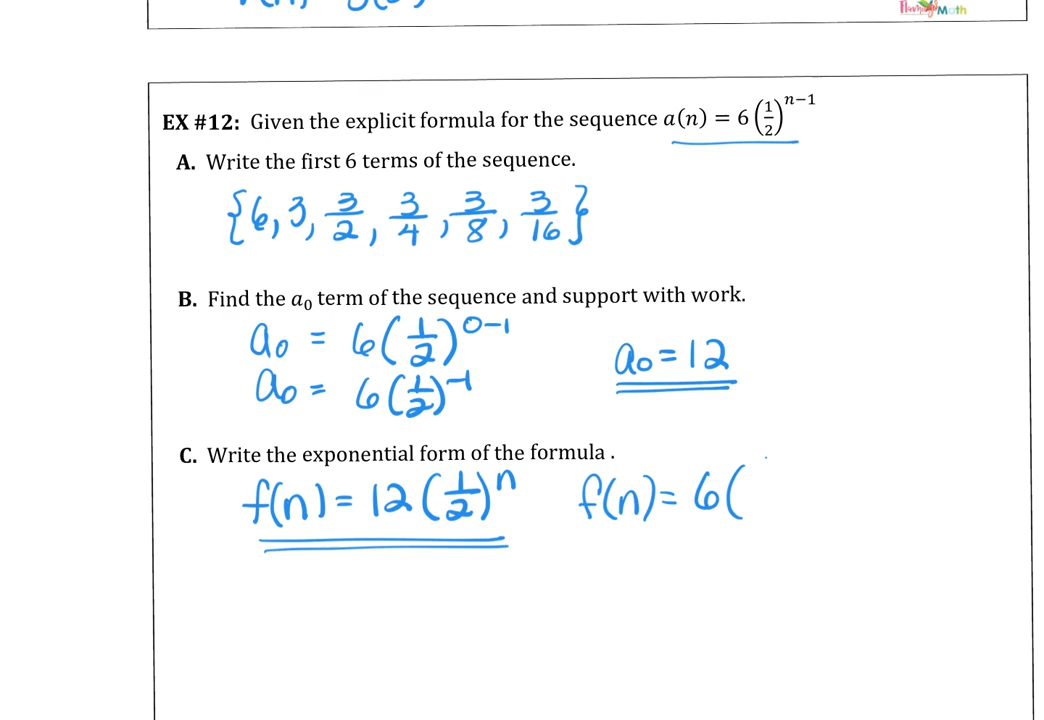 Flamingo Math
EX #12: Given the explicit formula for the sequence a(n) = 6(1/2)^{n−1}
A. Write the first 6 terms of the sequence.
{6, 3, 3/2, 3/4, 3/8, 3/16}
B. Find the a₀ term of the sequence and support with work.
a₀ = 6(1/2)^{0−1}
a₀ = 12
a₀ = 6(1/2)^{−1}
C. Write the exponential form of the formula .
f(n) = 12(1/2)^n f(n) = 6(